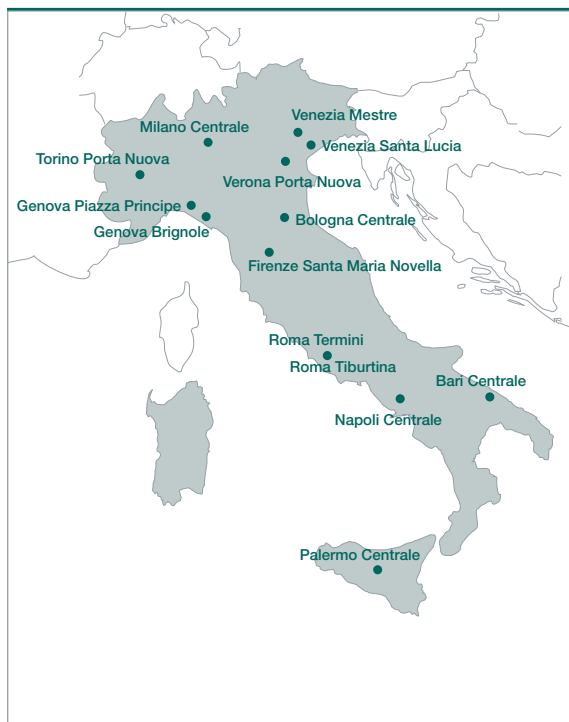 Venezia Mestre
Milano Centrale
Venezia Santa Lucia
Torino Porta Nuova
Verona Porta Nuova
Genova Piazza Principe
Bologna Centrale
Genova Brignole
Firenze Santa Maria Novella
Roma Termini
Roma Tiburtina
Bari Centrale
Napoli Centrale
Palermo Centrale